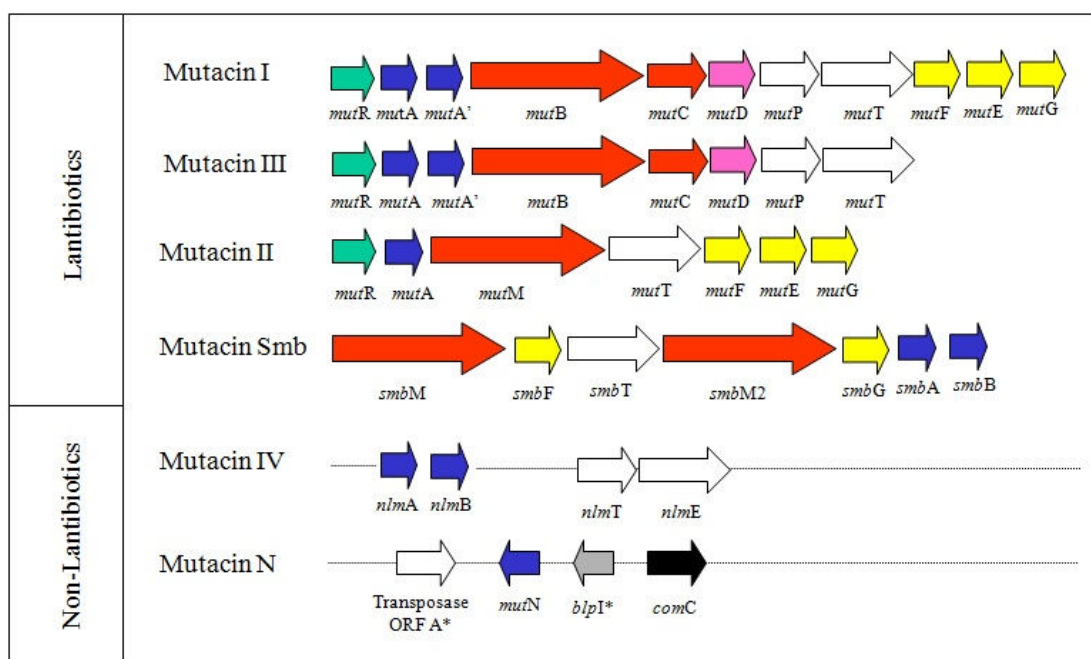 Lantibiotics
Mutacin I
mutR mutA mutA’ mutB mutC mutD mutP mutT mutF mutE mutG
Mutacin III
mutR mutA mutA’ mutB mutC mutD mutP mutT
Mutacin II
mutR mutA mutM mutT mutF mutE mutG
Mutacin Smb
smbM smbF smbT smbM2 smbG smbA smbB
Non-Lantibiotics
Mutacin IV
nlmA nlmB nlmT nlmE
Mutacin N
Transposase mutN blpI* comC
ORF A*